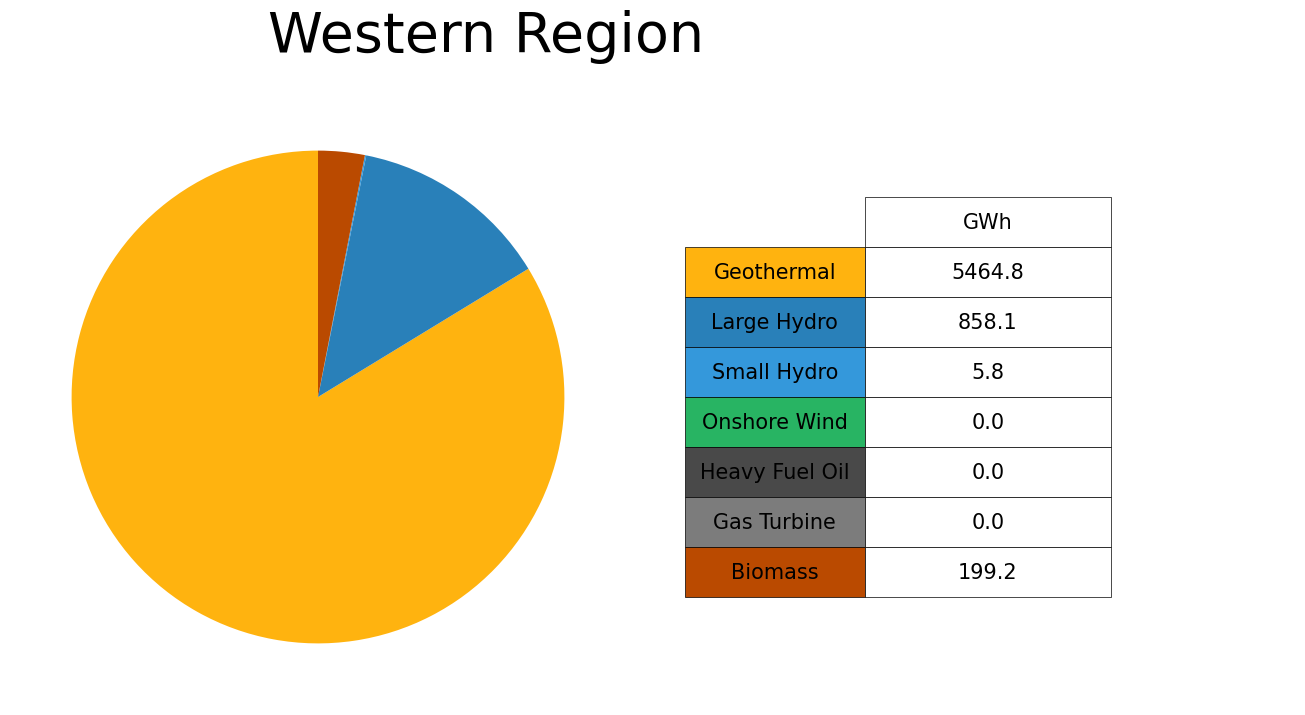 Western Region
GWh
Geothermal 5464.8
Large Hydro 858.1
Small Hydro 5.8
Onshore Wind 0.0
Heavy Fuel Oil 0.0
Gas Turbine 0.0
Biomass 199.2